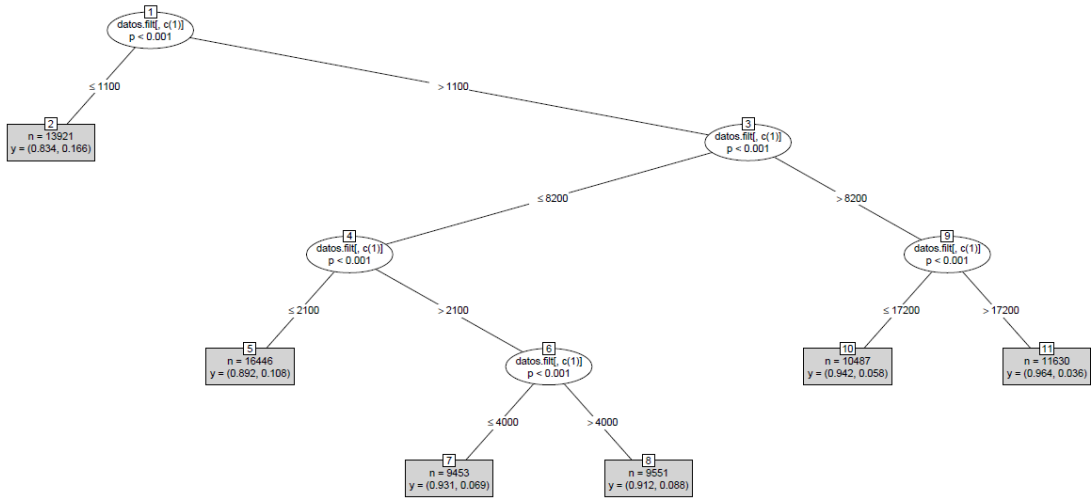 1
datos.filt[, c(1)]
p < 0.001
≤ 1100
> 1100
2
n = 13921
y = (0.834, 0.166)
3
datos.filt[, c(1)]
p < 0.001
≤ 8200
> 8200
4
datos.filt[, c(1)]
p < 0.001
9
datos.filt[, c(1)]
p < 0.001
≤ 2100
> 2100
≤ 17200
> 17200
5
n = 16446
y = (0.892, 0.108)
6
datos.filt[, c(1)]
p < 0.001
10
n = 10487
y = (0.942, 0.058)
11
n = 11630
y = (0.964, 0.036)
≤ 4000
> 4000
7
n = 9453
y = (0.931, 0.069)
8
n = 9551
y = (0.912, 0.088)